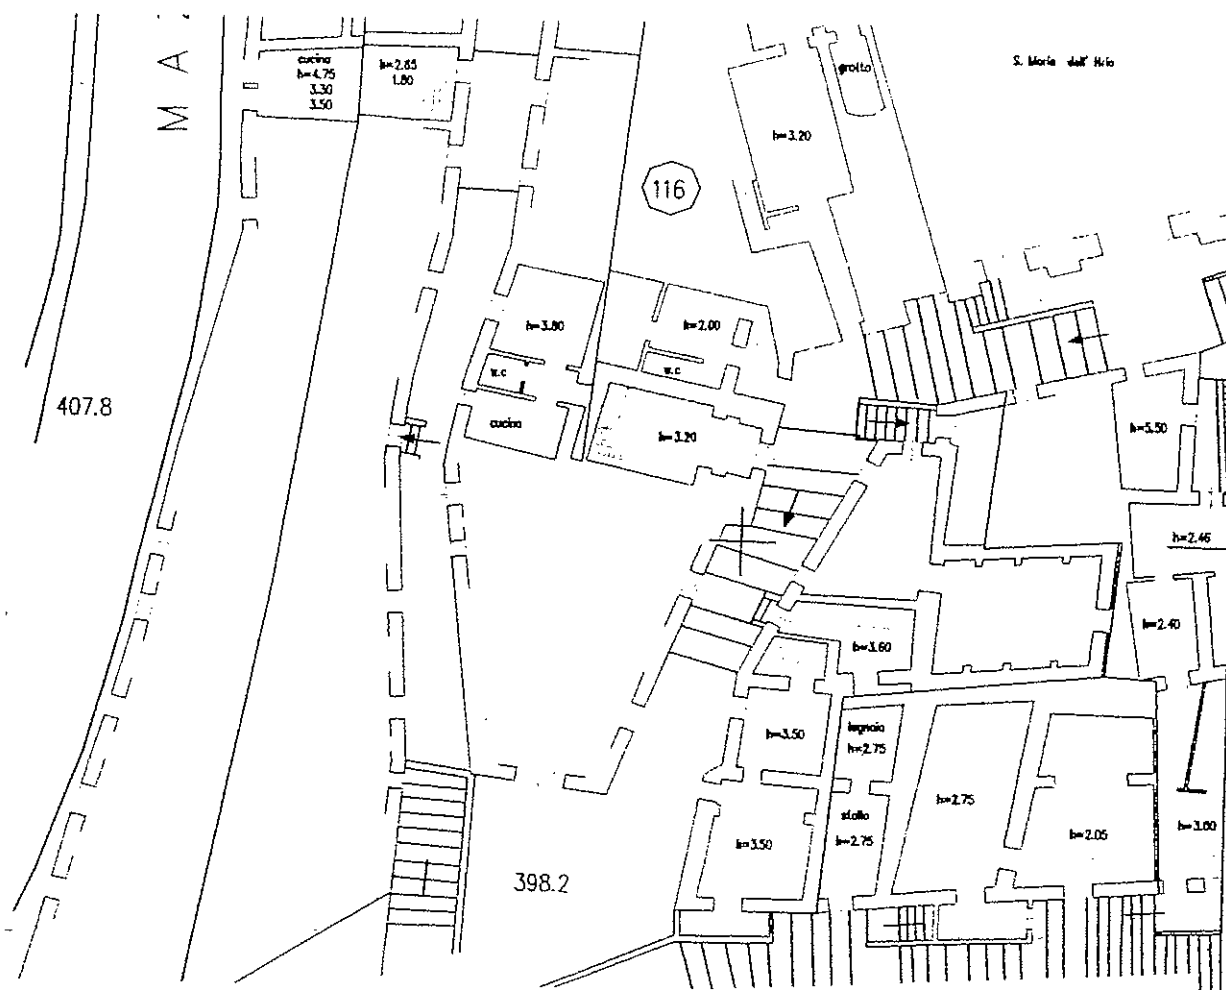 M A
cucina
h=4.75
3.30
3.50
h=2.65
1.80
grotta
S. Maria dell'
h=3.20
116
h=3.80
h=2.00
w.c
w.c
407.8
cucina
h=3.20
h=5.50
h=2.46
h=2.40
h=3.60
h=3.50
legnaia
h=2.75
h=2.75
stalla
h=2.75
h=2.05
h=3.60
h=3.50
398.2